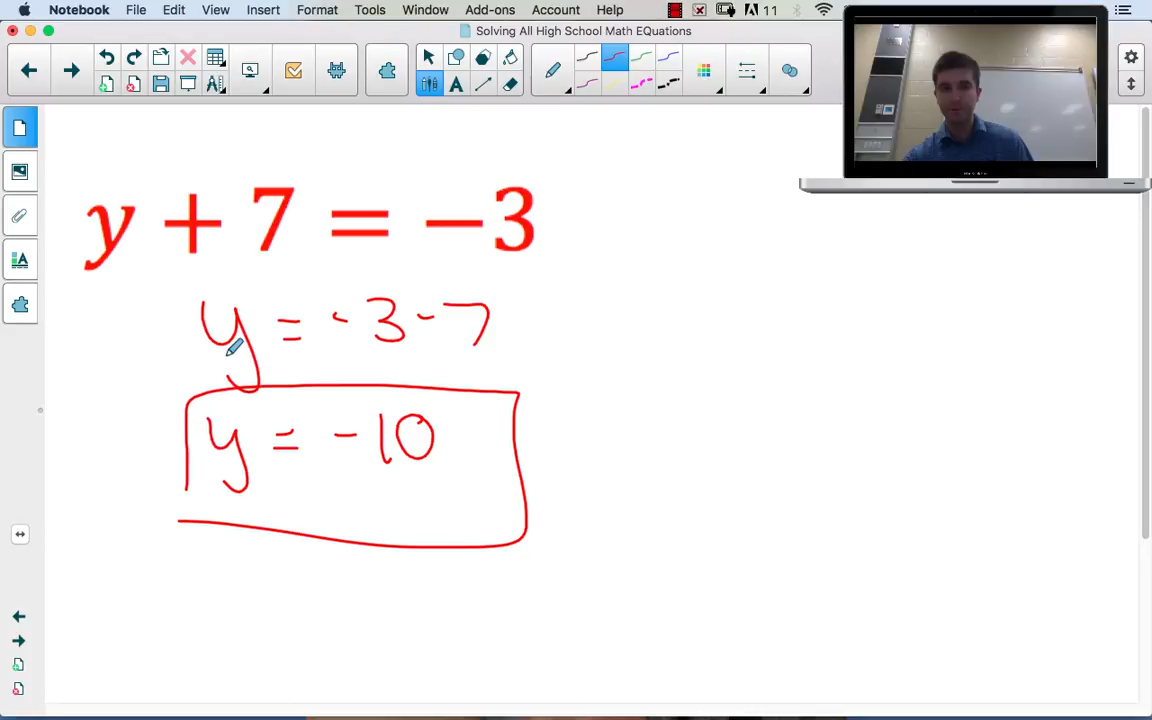 Notebook File Edit View Insert Format Tools Window Add-ons Account Help 11
Solving All High School Math EQuations
y + 7 = −3
y = -3-7
y = -10